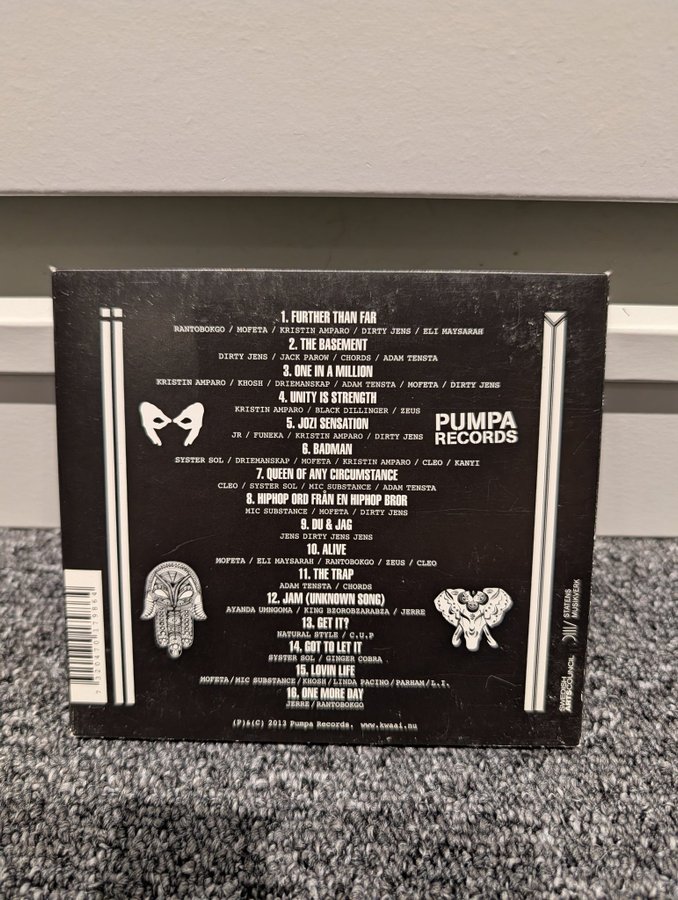 1. FURTHER THAN FAR
RANTOBOKGO / MOFETA / KRISTIN AMPARO / DIRTY JENS / ELI MAYSARAH
2. THE BASEMENT
DIRTY JENS / JACK PAROW / CHORDS / ADAM TENSTA
3. ONE IN A MILLION
KRISTIN AMPARO / KHOSH / DRIEMANSKAP / ADAM TENSTA / MOFETA / DIRTY JENS
4. UNITY IS STRENGTH
KRISTIN AMPARO / BLACK DILLINGER / ZEUS
5. JOZI SENSATION
JR / FUNEKA / KRISTIN AMPARO / DIRTY JENS
PUMPA
RECORDS
6. BADMAN
SYSTER SOL / DRIEMANSKAP / MOFETA / KRISTIN AMPARO / CLEO / KANYI
7. QUEEN OF ANY CIRCUMSTANCE
CLEO / SYSTER SOL / MIC SUBSTANCE / ADAM TENSTA
8. HIPHOP ORD FRÅN EN HIPHOP BROR
MIC SUBSTANCE / MOFETA / DIRTY JENS
9. DU & JAG
JENS DIRTY JENS JENS
10. ALIVE
MOFETA / ELI MAYSARAH / RANTOBOKGO / ZEUS / CLEO
11. THE TRAP
ADAM TENSTA / CHORDS
12. JAM (UNKNOWN SONG)
AYANDA UMNGOMA / KING BZOROBZARABZA / JERRE
13. GET IT?
NATURAL STYLE / C.U.P
14. GOT TO LET IT
SYSTER SOL / GINGER COBRA
15. LOVIN LIFE
MOFETA/MIC SUBSTANCE/KHOSH/LINDA PACINO/PARHAM/L.I.
16. ONE MORE DAY
JERRE/RANTOBOKGO
(P)&(C) 2013 Pumpa Records. www.kwaai.nu
SWEDISH
ARTSCOUNCIL
STATENS
MUSIKVERK